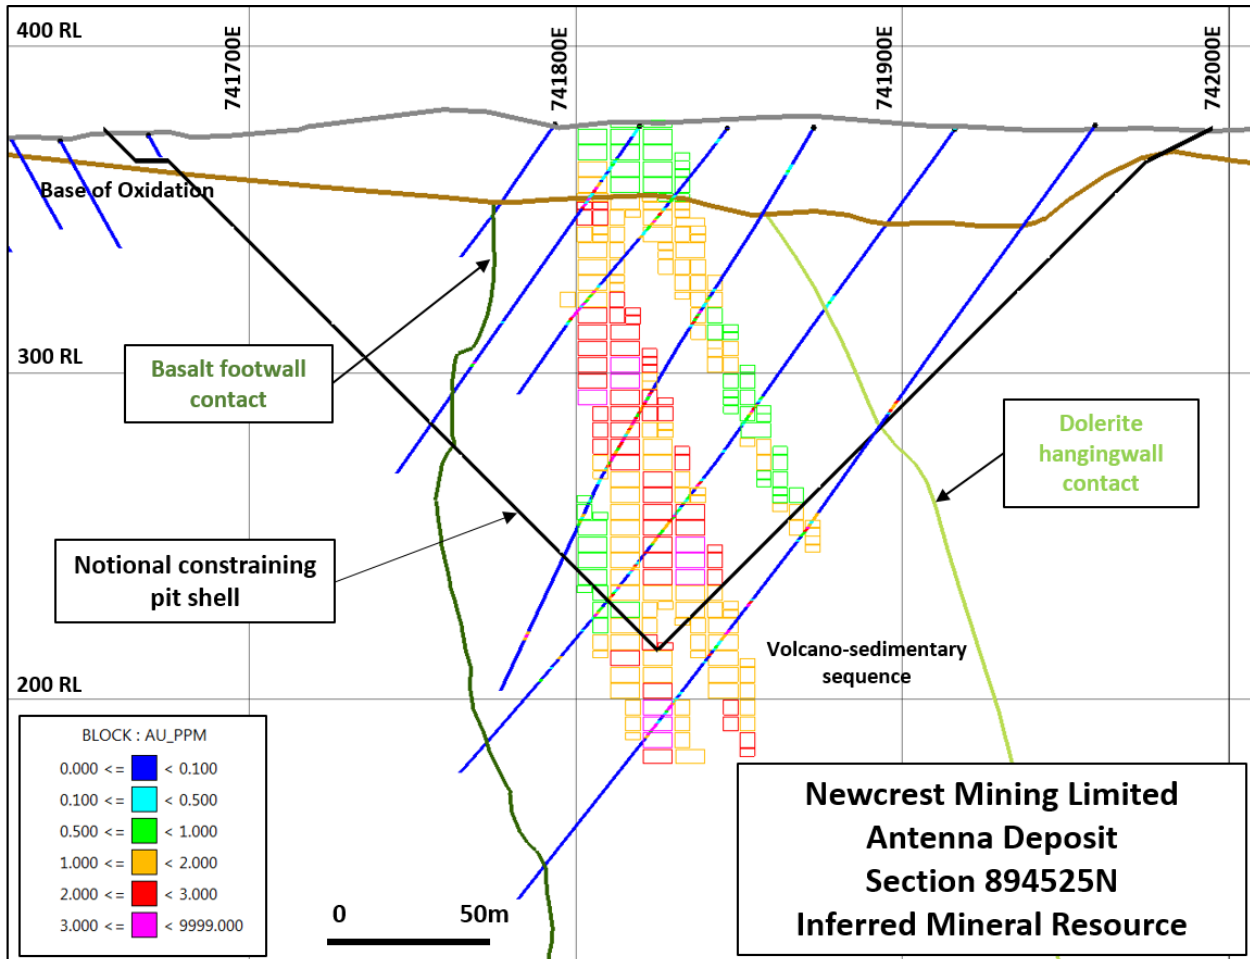 400 RL
741700E
741800E
741900E
742000E
Base of Oxidation
300 RL
Basalt footwall
contact
Dolerite
hangingwall
contact
Notional constraining
pit shell
Volcano-sedimentary
sequence
200 RL
BLOCK : AU_PPM
0.000 <= < 0.100
0.100 <= < 0.500
0.500 <= < 1.000
1.000 <= < 2.000
2.000 <= < 3.000
3.000 <= < 9999.000
0 50m
Newcrest Mining Limited
Antenna Deposit
Section 894525N
Inferred Mineral Resource